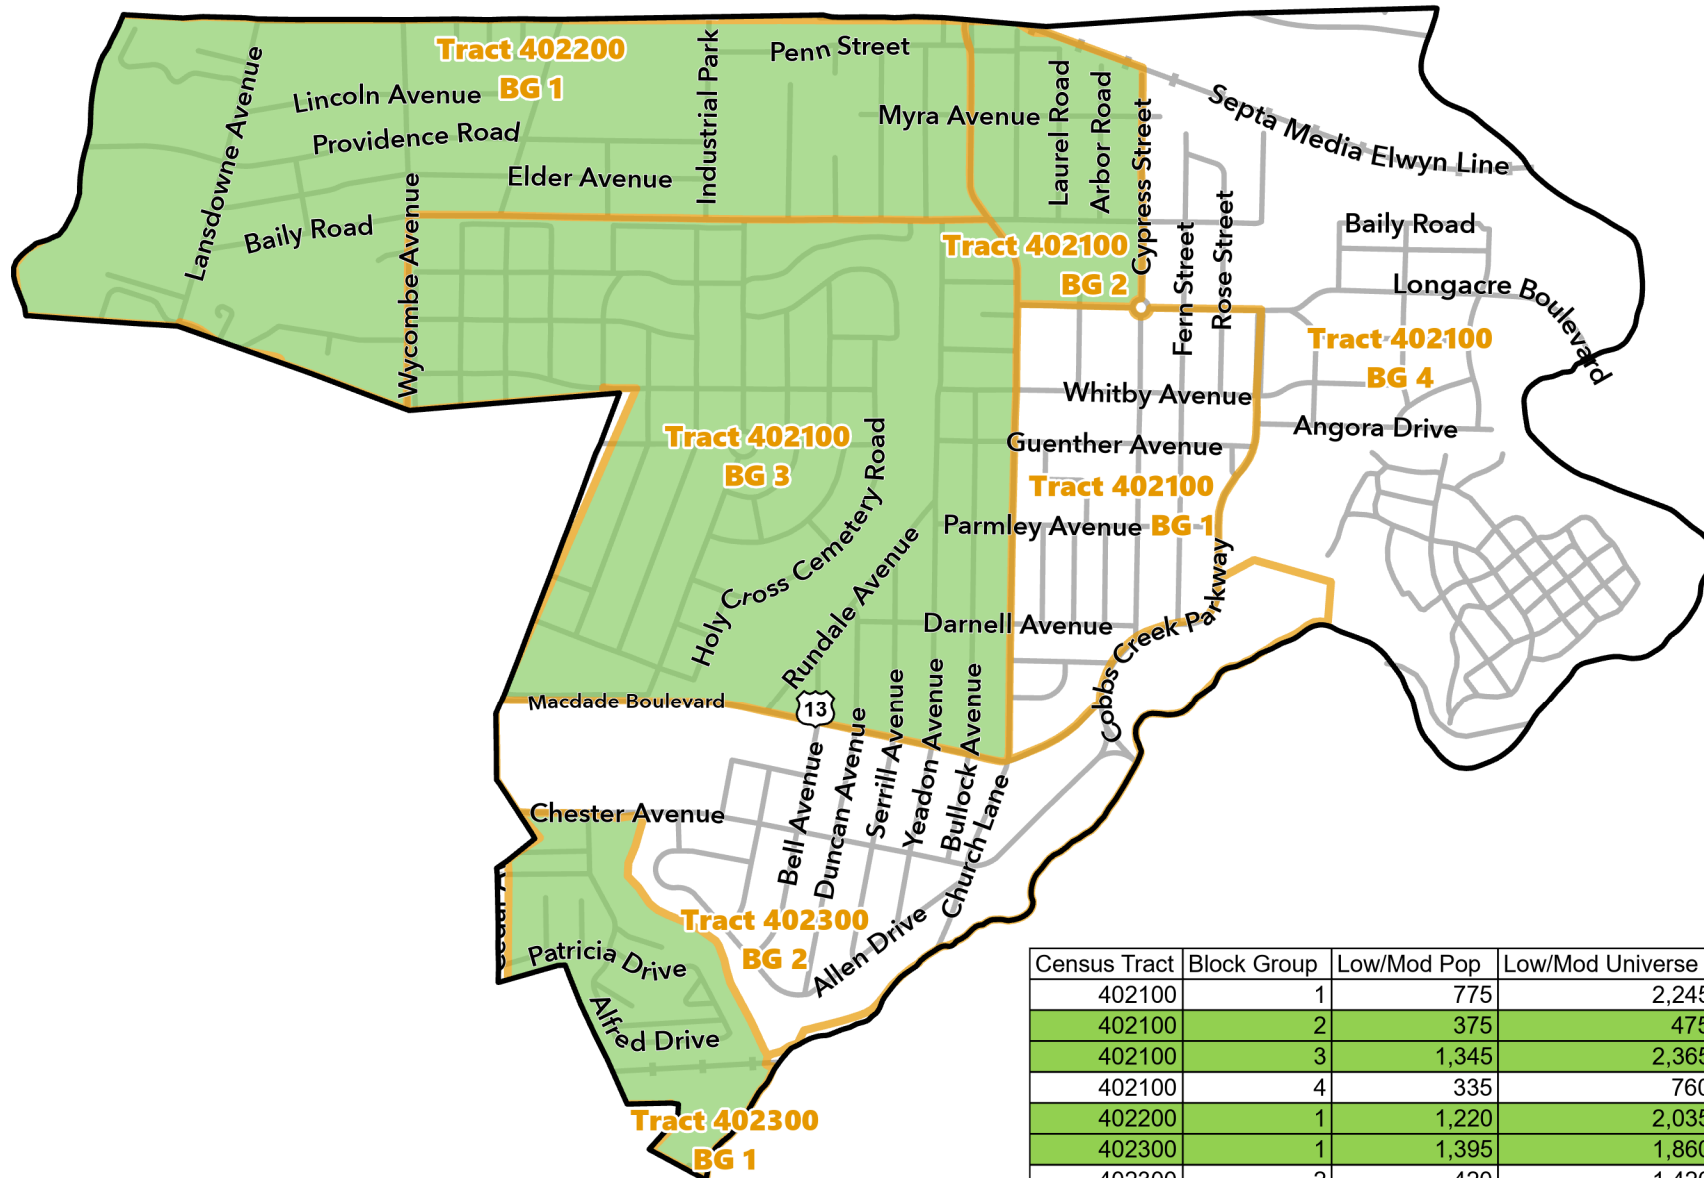 Tract 402200
BG 1
Penn Street
Lincoln Avenue
Providence Road
Lansdowne Avenue
Industrial Park
Myra Avenue
Laurel Road
Arbor Road
Cypress Street
Septa Media Elwyn Line
Elder Avenue
Baily Road
Wycombe Avenue
Tract 402100
BG 2
Fern Street
Rose Street
Baily Road
Longacre Boulevard
Tract 402100
BG 4
Whitby Avenue
Angora Drive
Guenther Avenue
Tract 402100
BG 3
Tract 402100
BG 1
Parmley Avenue
Holy Cross Cemetery Road
Rundale Avenue
Darnell Avenue
Cobbs Creek Parkway
Macdade Boulevard
13
Bell Avenue
Duncan Avenue
Serrill Avenue
Yeadon Avenue
Bullock Avenue
Church Lane
Chester Avenue
Tract 402300
BG 2
Allen Drive
Patricia Drive
Alfred Drive
Tract 402300
BG 1
Census Tract Block Group Low/Mod Pop Low/Mod Universe
402100 1 775 2,245
402100 2 375 475
402100 3 1,345 2,365
402100 4 335 760
402200 1 1,220 2,035
402300 1 1,395 1,860